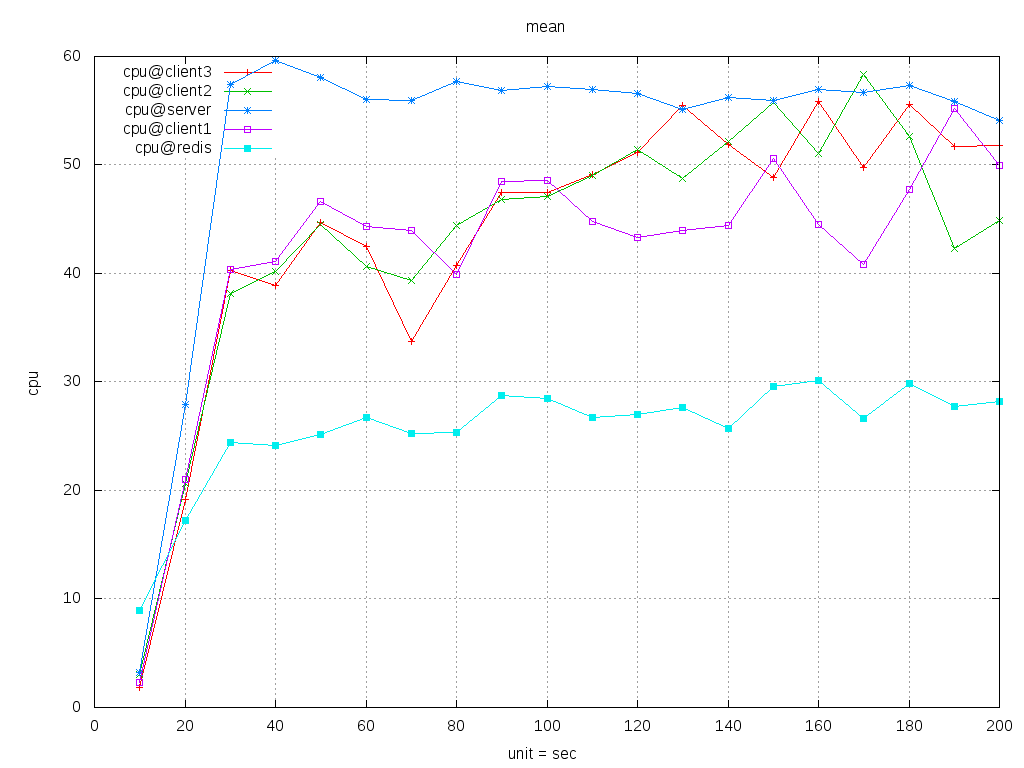 mean
60
50
40
30
20
10
0
cpu
cpu@client3
cpu@client2
cpu@server
cpu@client1
cpu@redis
0 20 40 60 80 100 120 140 160 180 200
unit = sec